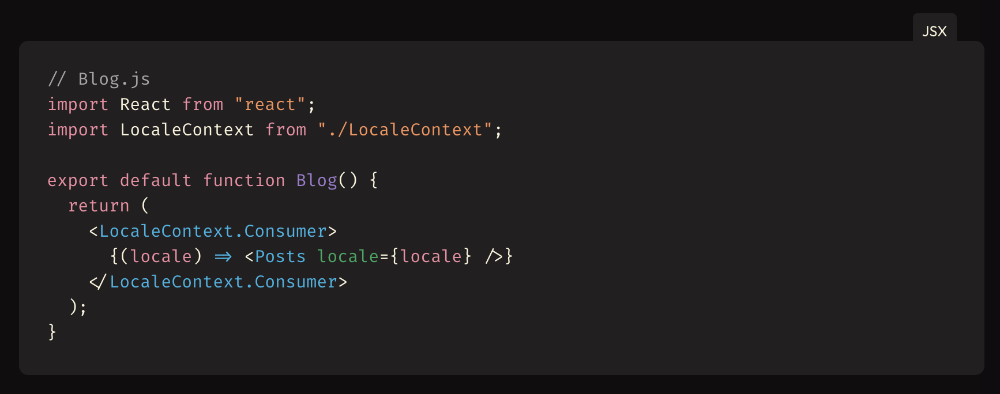 JSX
// Blog.js
import React from "react";
import LocaleContext from "./LocaleContext";

export default function Blog() {
  return (
    <LocaleContext.Consumer>
      {(locale) => <Posts locale={locale} />}
    </LocaleContext.Consumer>
  );
}